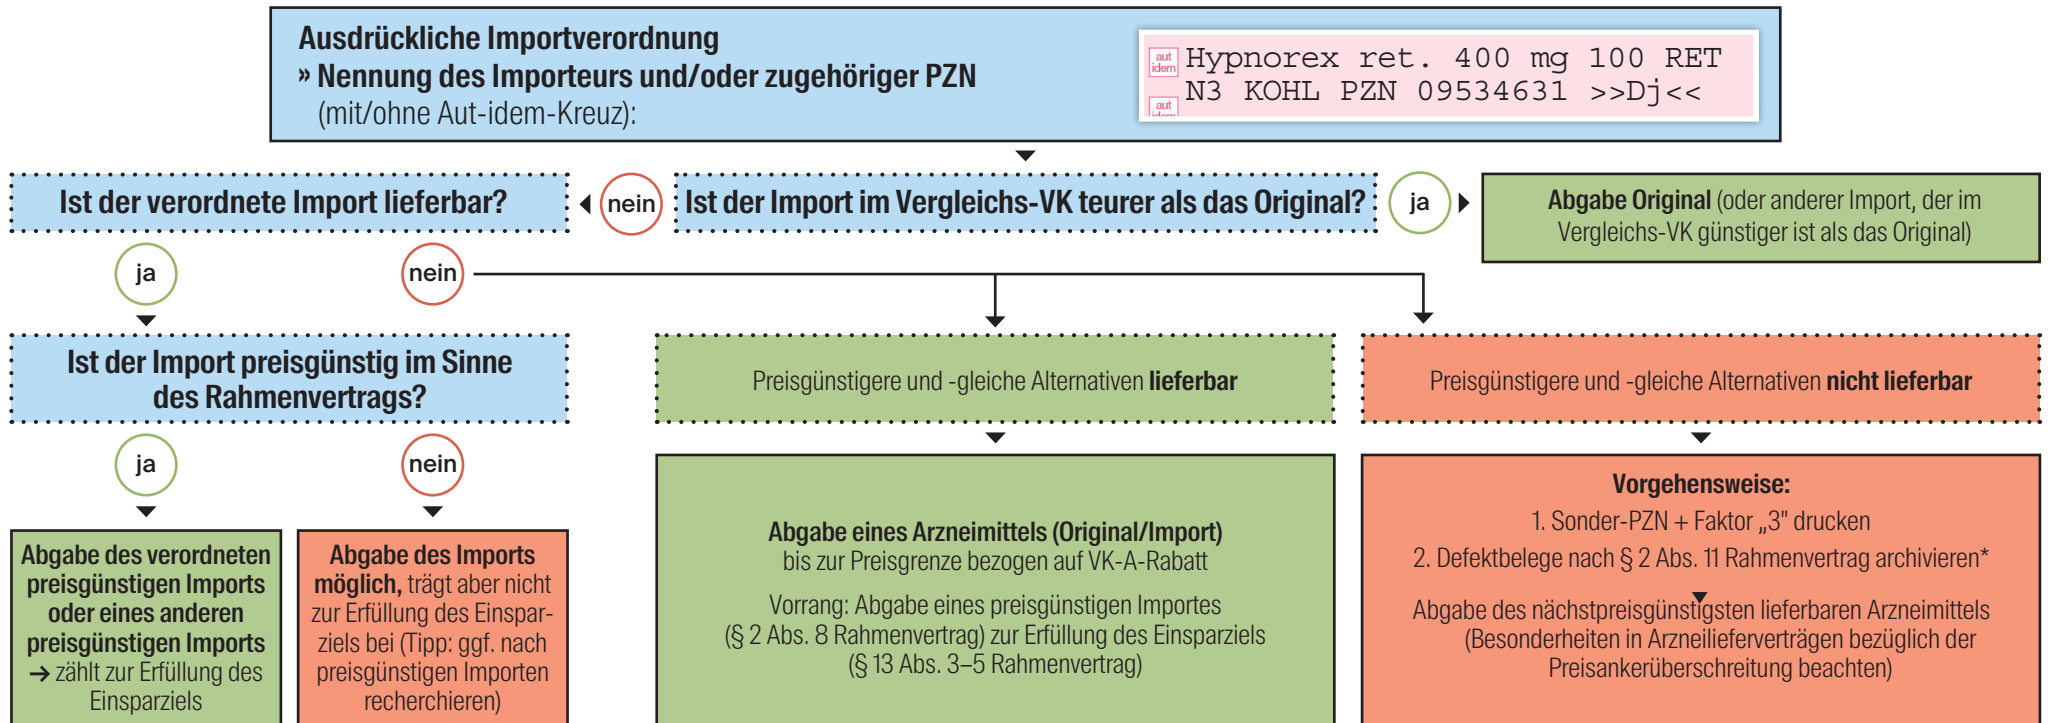 Ausdrückliche Importverordnung
» Nennung des Importeurs und/oder zugehöriger PZN
(mit/ohne Aut-idem-Kreuz):
aut
idem
Hypnorex ret. 400 mg 100 RET
N3 KOHL PZN 09534631 >>Dj<<
aut
idem
Ist der verordnete Import lieferbar?
nein
Ist der Import im Vergleichs-VK teurer als das Original?
ja
Abgabe Original (oder anderer Import, der im
Vergleichs-VK günstiger ist als das Original)
ja
nein
Ist der Import preisgünstig im Sinne
des Rahmenvertrags?
Preisgünstigere und -gleiche Alternativen lieferbar
Preisgünstigere und -gleiche Alternativen nicht lieferbar
ja
nein
Abgabe des verordneten
preisgünstigen Imports
oder eines anderen
preisgünstigen Imports
→ zählt zur Erfüllung des
Einsparziels
Abgabe des Imports
möglich, trägt aber nicht
zur Erfüllung des Einspar-
ziels bei (Tipp: ggf. nach
preisgünstigen Importen
recherchieren)
Abgabe eines Arzneimittels (Original/Import)
bis zur Preisgrenze bezogen auf VK-A-Rabatt
Vorrang: Abgabe eines preisgünstigen Importes
(§ 2 Abs. 8 Rahmenvertrag) zur Erfüllung des Einsparziels
(§ 13 Abs. 3–5 Rahmenvertrag)
Vorgehensweise:
1. Sonder-PZN + Faktor „3" drucken
2. Defektbelege nach § 2 Abs. 11 Rahmenvertrag archivieren*
Abgabe des nächstpreisgünstigsten lieferbaren Arzneimittels
(Besonderheiten in Arzneilieferverträgen bezüglich der
Preisankerüberschreitung beachten)